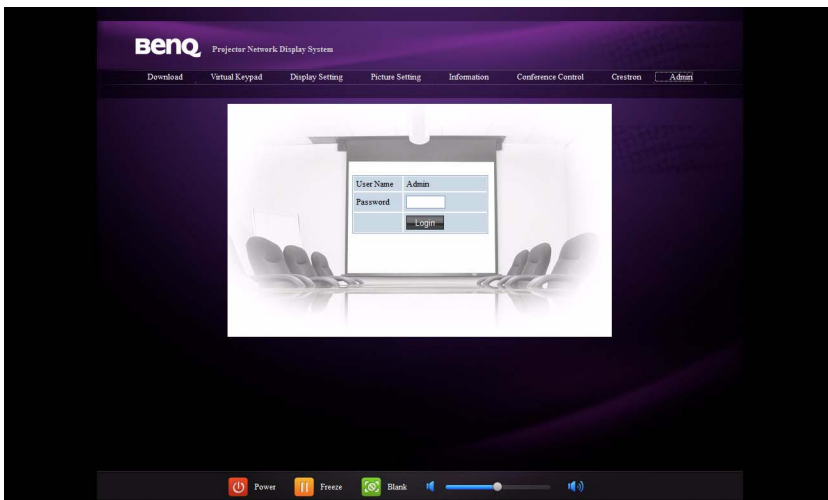 BenQ Projector Network Display System
Download Virtual Keypad Display Setting Picture Setting Information Conference Control Crestron Admin
User Name Admin
Password
Login
Power Freeze Blank